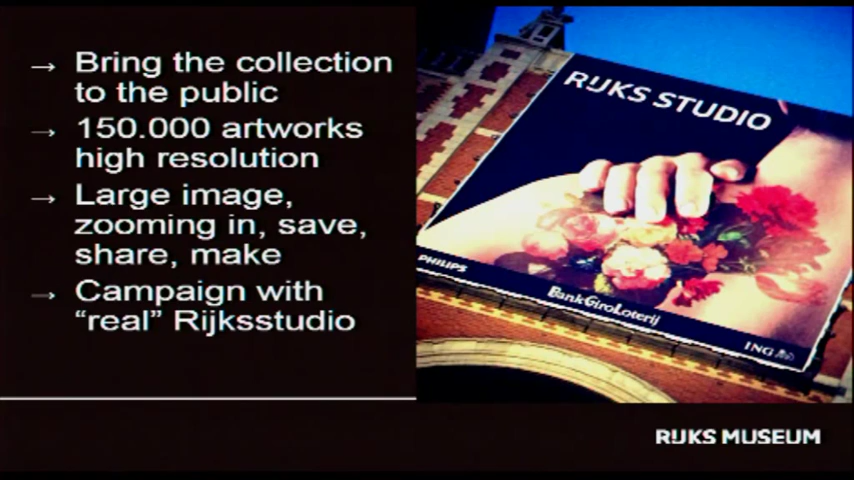 → Bring the collection
to the public
→ 150.000 artworks
high resolution
→ Large image,
zooming in, save,
share, make
→ Campaign with
“real” Rijksstudio
RIJKS STUDIO
PHILIPS
BankGiroLoterij
ING
RIJKS MUSEUM